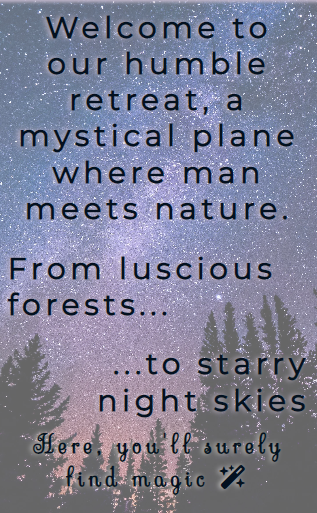 Welcome to
our humble
retreat, a
mystical plane
where man
meets nature.
From luscious
forests...
...to starry
night skies
Here, you'll surely
find magic